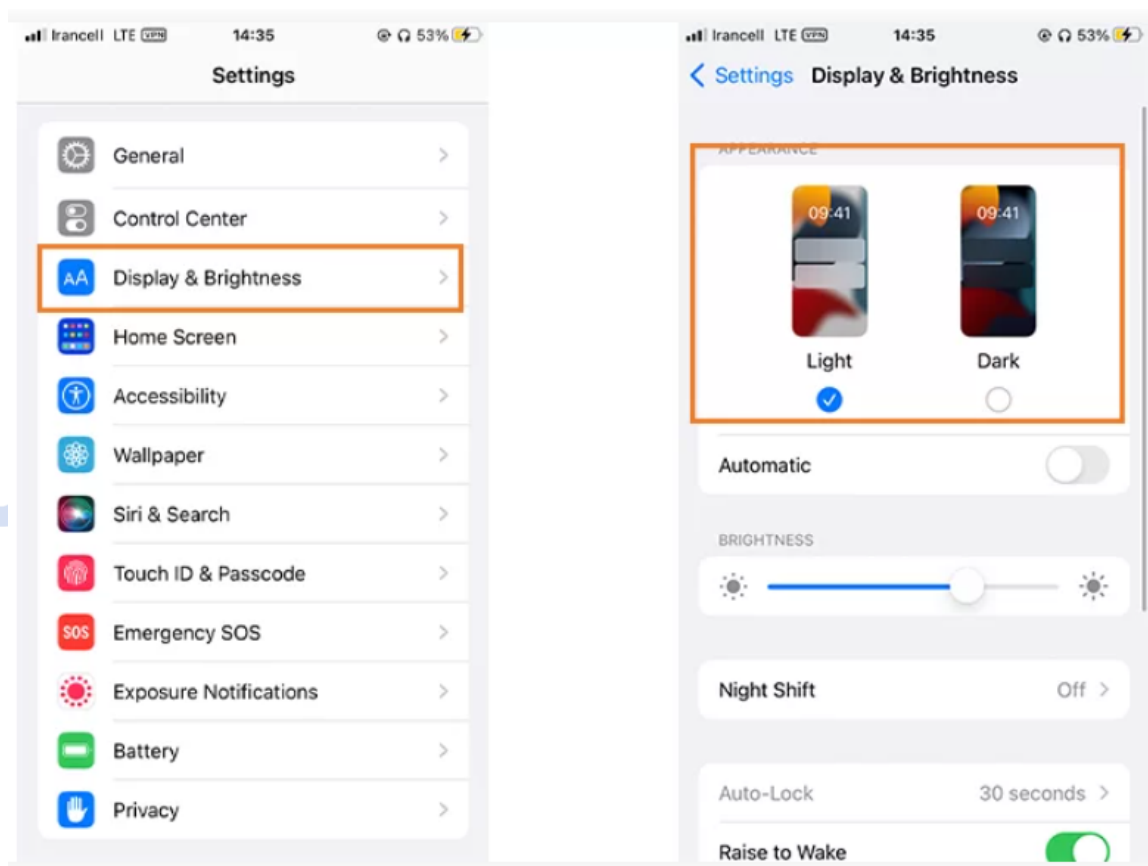 Irancell LTE VPN 14:35 53%
Settings
General
Control Center
AA Display & Brightness
Home Screen
Accessibility
Wallpaper
Siri & Search
Touch ID & Passcode
SOS Emergency SOS
Exposure Notifications
Battery
Privacy
Irancell LTE VPN 14:35 53%
Settings Display & Brightness
APPEARANCE
09:41 09:41
Light Dark
Automatic
BRIGHTNESS
Night Shift Off
Auto-Lock 30 seconds
Raise to Wake